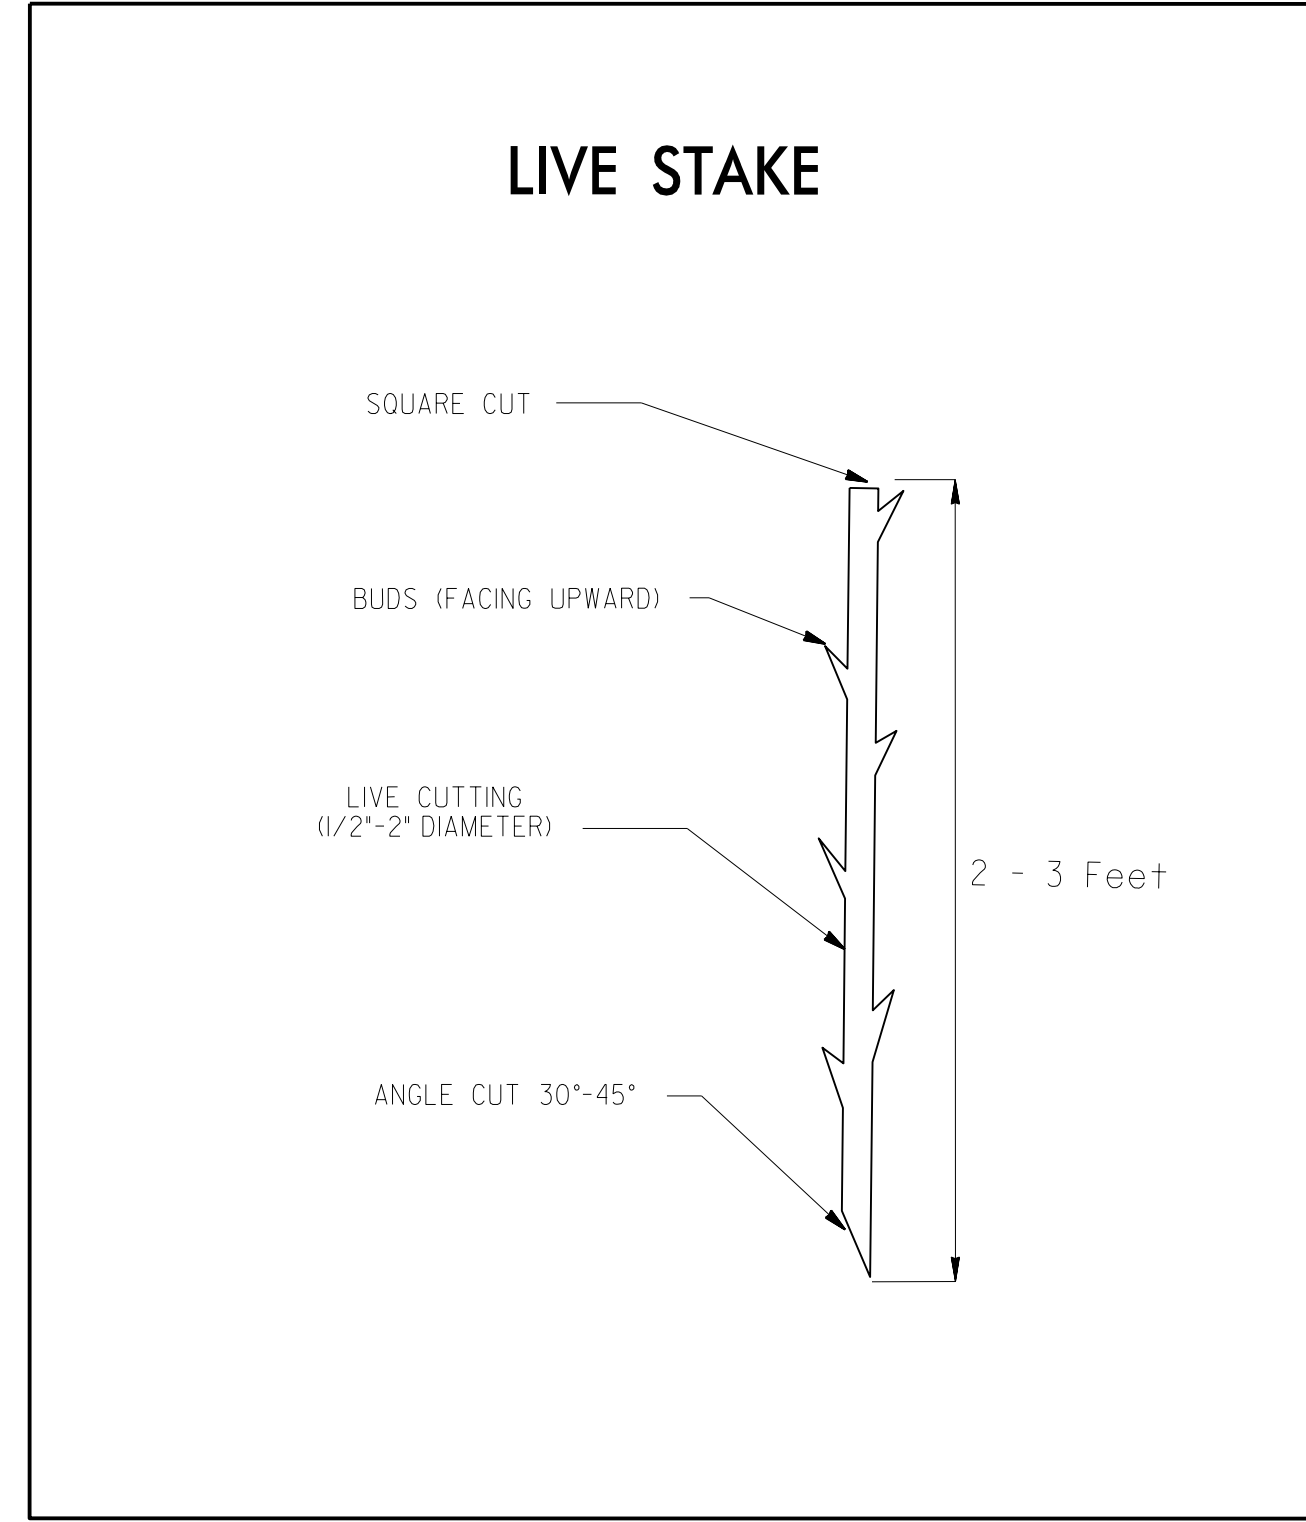 LIVE STAKE
SQUARE CUT
BUDS (FACING UPWARD)
LIVE CUTTING
(1/2"-2" DIAMETER)
2 - 3 Feet
ANGLE CUT 30°-45°